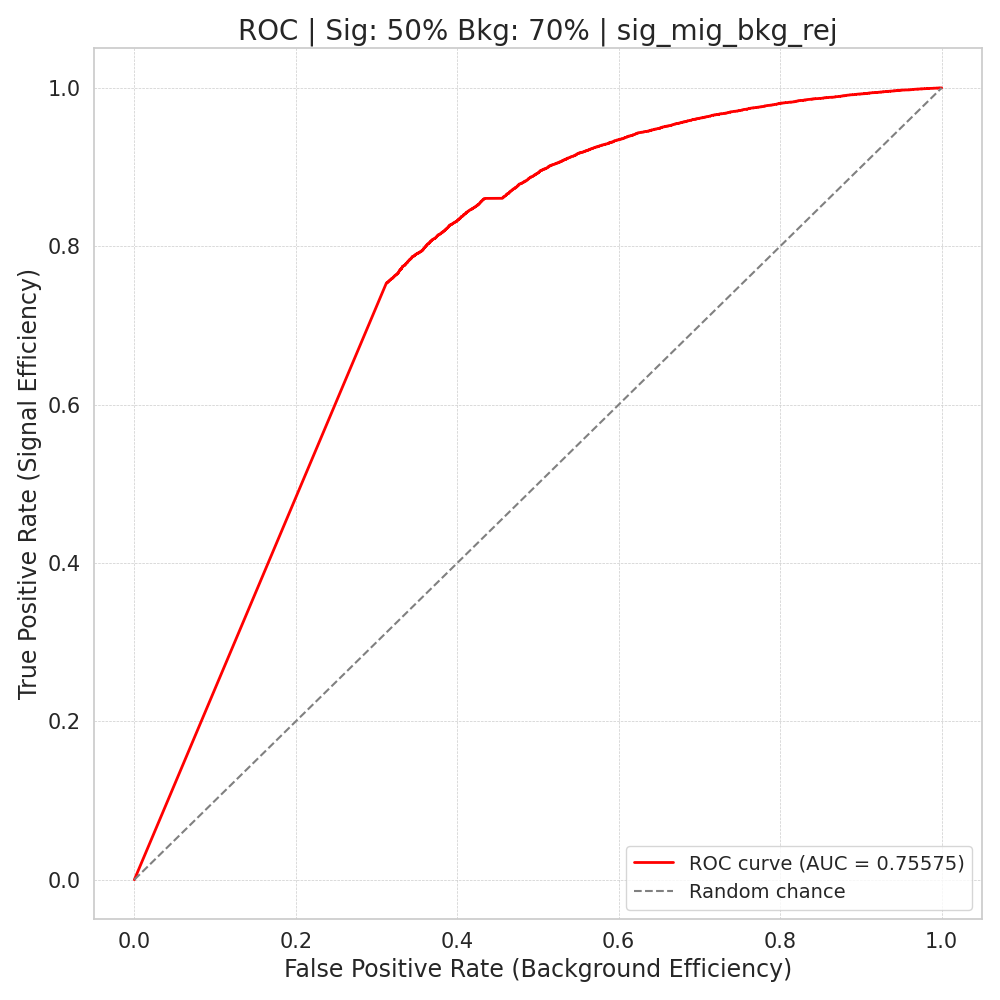 ROC | Sig: 50% Bkg: 70% | sig_mig_bkg_rej
True Positive Rate (Signal Efficiency)
1.0
0.8
0.6
0.4
0.2
0.0
ROC curve (AUC = 0.75575)
Random chance
0.0 0.2 0.4 0.6 0.8 1.0
False Positive Rate (Background Efficiency)